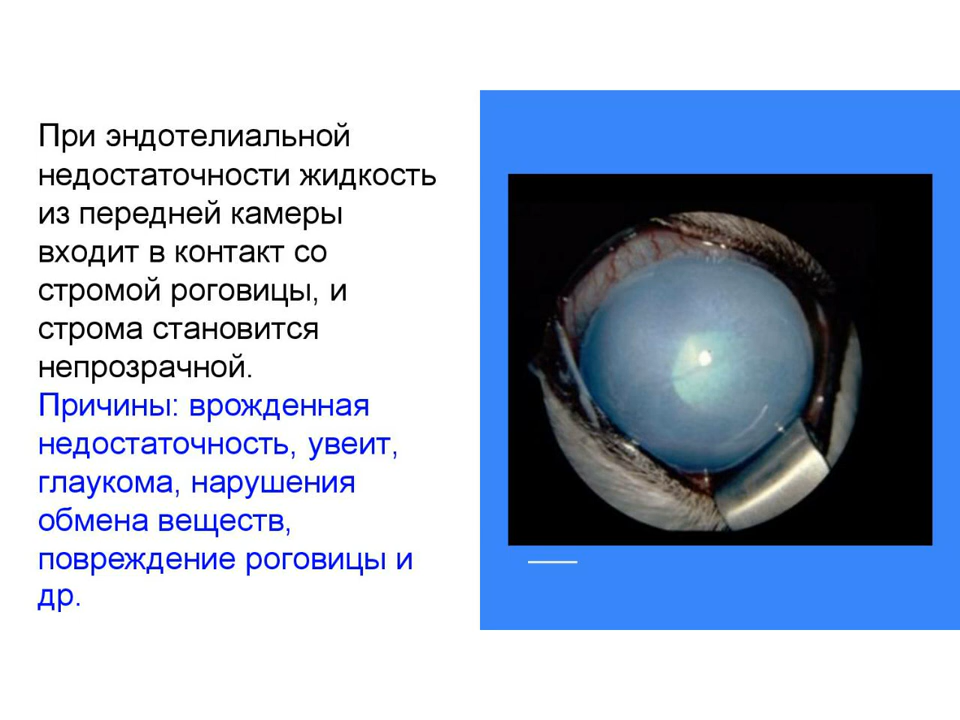 При эндотелиальной
недостаточности жидкость
из передней камеры
входит в контакт со
стромой роговицы, и
строма становится
непрозрачной.
Причины: врожденная
недостаточность, увеит,
глаукома, нарушения
обмена веществ,
повреждение роговицы и
др.